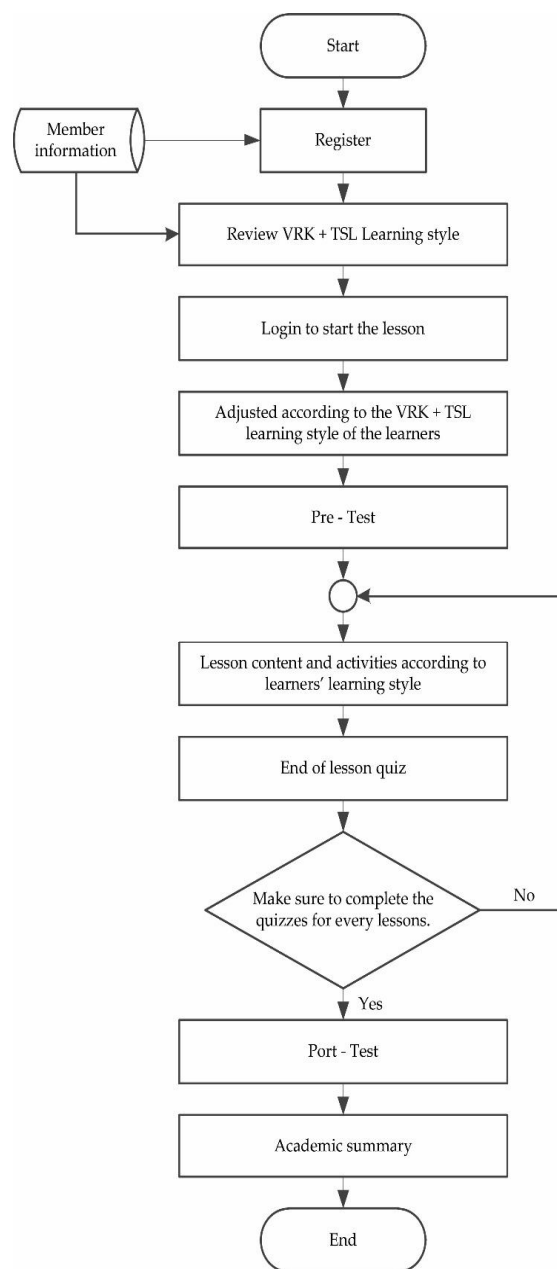 Start
Member
information
Register
Review VRK + TSL Learning style
Login to start the lesson
Adjusted according to the VRK + TSL
learning style of the learners
Pre - Test
Lesson content and activities according to
learners' learning style
End of lesson quiz
Make sure to complete the
quizzes for every lessons.
No
Yes
Port - Test
Academic summary
End